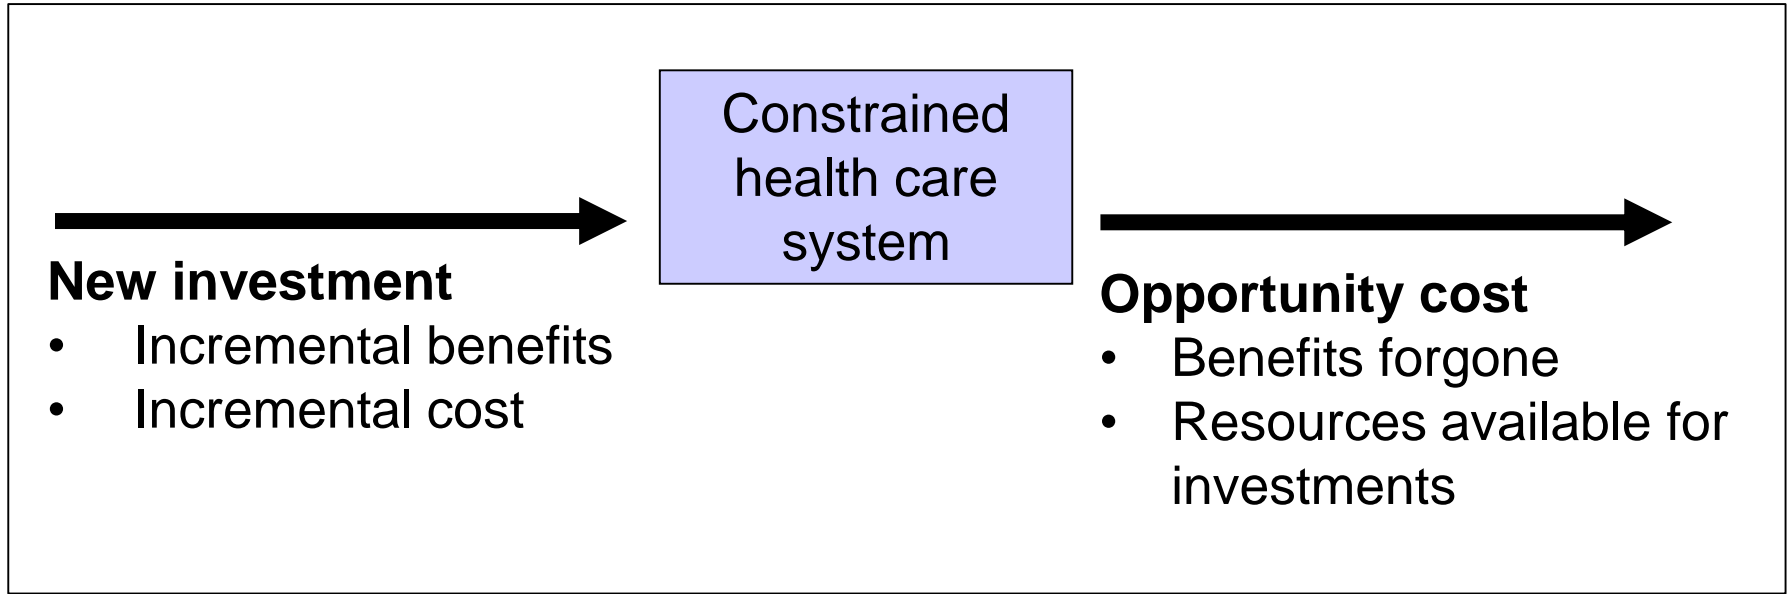 Constrained
health care
system
New investment
• Incremental benefits
• Incremental cost
Opportunity cost
• Benefits forgone
• Resources available for
investments